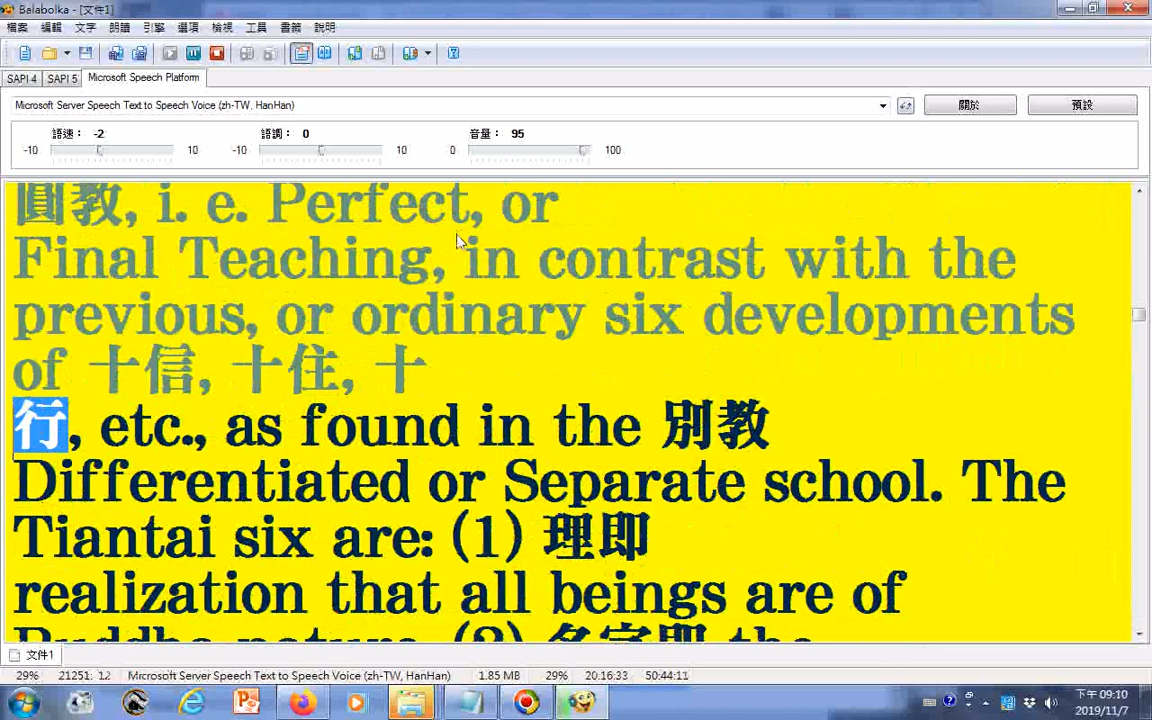 Balabolka - [文件1]
檔案 編輯 文字 朗讀 引擎 選項 檢視 工具 書籤 說明
SAPI 4 SAPI 5 Microsoft Speech Platform
Microsoft Server Speech Text to Speech Voice (zh-TW, HanHan) 關於 預設
語速： -2 語調： 0 音量： 95
-10 10 -10 10 0 100
圓教, i. e. Perfect, or
Final Teaching, in contrast with the
previous, or ordinary six developments
of 十信, 十住, 十
行, etc., as found in the 別教
Differentiated or Separate school. The
Tiantai six are: (1) 理即
realization that all beings are of
Buddha-nature (2) 名字即 the
文件1
29% 21251: 12 Microsoft Server Speech Text to Speech Voice (zh-TW, HanHan) 1.85 MB 29% 20:16:33 50:44:11
下午 09:10
2019/11/7